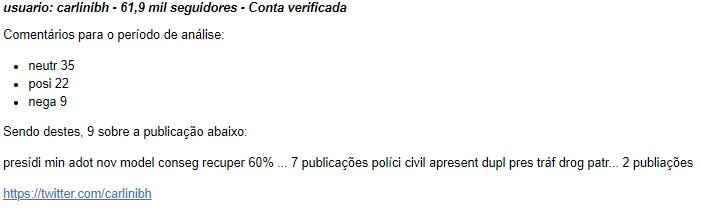 usuario: carlinibh - 61,9 mil seguidores - Conta verificada
Comentários para o período de análise:
• neutr 35
• posi 22
• nega 9
Sendo destes, 9 sobre a publicação abaixo:
presídi min adot nov model conseg recuper 60% ... 7 publicações políci civil apresent dupl pres tráf drog patr... 2 publiações
https://twitter.com/carlinibh